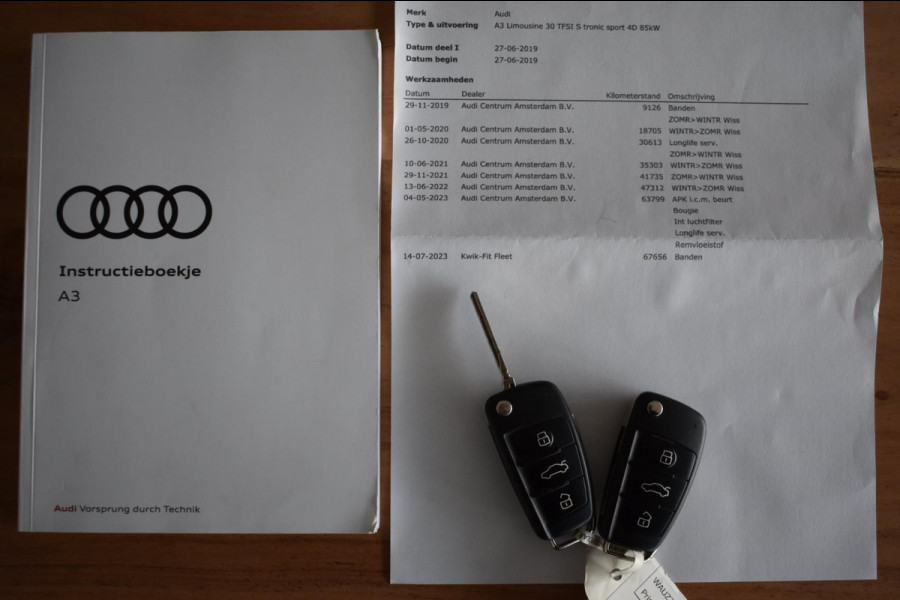 Instructieboekje
A3
Audi Vorsprung durch Technik
Merk Audi
Type & uitvoering A3 Limousine 30 TFSI S tronic sport 4D 85kW
Datum deel I 27-06-2019
Datum begin 27-06-2019
Werkzaamheden
Datum Dealer Kilometerstand Omschrijving
29-11-2019 Audi Centrum Amsterdam B.V. 9126 Banden
ZOMR>WINTR Wiss
01-05-2020 Audi Centrum Amsterdam B.V. 18705 WINTR>ZOMR Wiss
26-10-2020 Audi Centrum Amsterdam B.V. 30613 Longlife serv.
ZOMR>WINTR Wiss
10-06-2021 Audi Centrum Amsterdam B.V. 35303 WINTR>ZOMR Wiss
29-11-2021 Audi Centrum Amsterdam B.V. 41735 ZOMR>WINTR Wiss
13-06-2022 Audi Centrum Amsterdam B.V. 47312 WINTR>ZOMR Wiss
04-05-2023 Audi Centrum Amsterdam B.V. 63799 APK i.c.m. beurt
Bougie
Int luchtfilter
Longlife serv.
Remvloeistof
14-07-2023 Kwik-Fit Fleet 67656 Banden